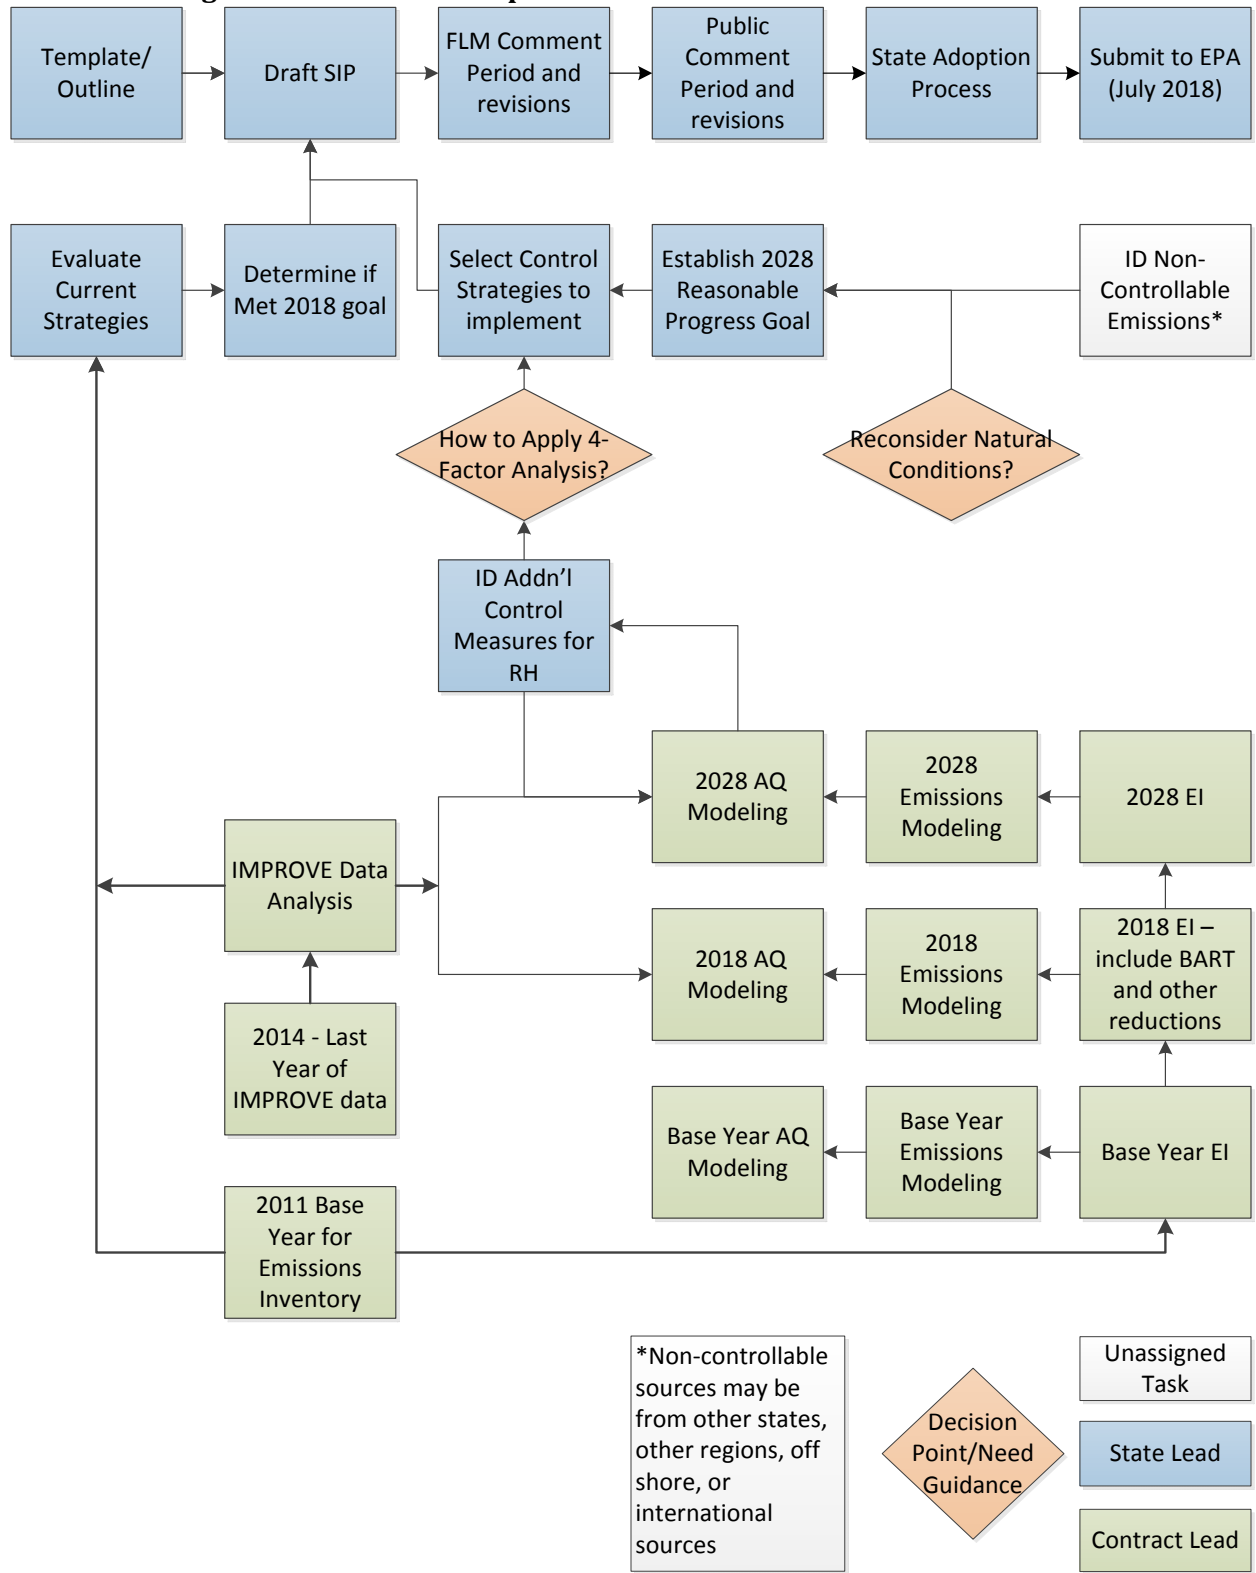 Template/
Outline
Draft SIP
FLM Comment
Period and
revisions
Public
Comment
Period and
revisions
State Adoption
Process
Submit to EPA
(July 2018)
Evaluate
Current
Strategies
Determine if
Met 2018 goal
Select Control
Strategies to
implement
Establish 2028
Reasonable
Progress Goal
ID Non-
Controllable
Emissions*
How to Apply 4-
Factor Analysis?
Reconsider Natural
Conditions?
ID Addn’l
Control
Measures for
RH
2028 AQ
Modeling
2028
Emissions
Modeling
2028 EI
IMPROVE Data
Analysis
2018 AQ
Modeling
2018
Emissions
Modeling
2018 EI –
include BART
and other
reductions
2014 - Last
Year of
IMPROVE data
Base Year AQ
Modeling
Base Year
Emissions
Modeling
Base Year EI
2011 Base
Year for
Emissions
Inventory
*Non-controllable
sources may be
from other states,
other regions, off
shore, or
international
sources
Decision
Point/Need
Guidance
Unassigned
Task
State Lead
Contract Lead